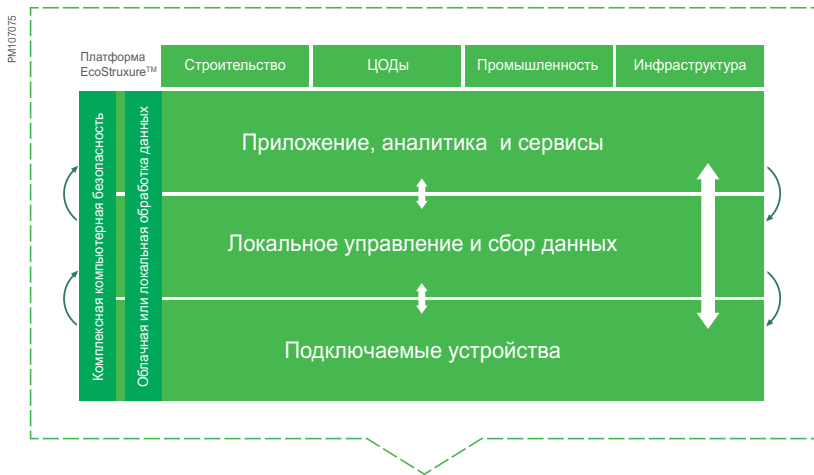 PM107075
Платформа
EcoStruxure™
Строительство
ЦОДы
Промышленность
Инфраструктура
Комплексная компьютерная безопасность
Облачная или локальная обработка данных
Приложение, аналитика и сервисы
Локальное управление и сбор данных
Подключаемые устройства